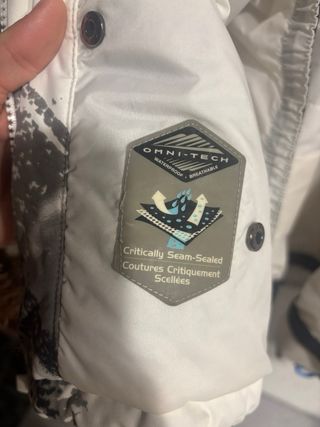 OMNI-TECH
WATERPROOF • BREATHABLE
Critically Seam-Sealed
Coutures Critiquement
Scellées